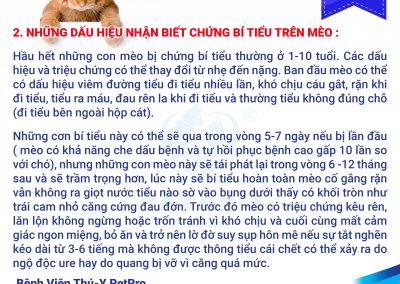 2. NHỮNG DẤU HIỆU NHẬN BIẾT CHỨNG BÍ TIỂU TRÊN MÈO :
Hầu hết những con mèo bị chứng bí tiểu thường ở 1-10 tuổi. Các dấu
hiệu và triệu chứng có thể thay đổi từ nhẹ đến nặng. Ban đầu mèo có thể
có dấu hiệu viêm đường tiểu đi tiểu nhiều lần, khó chịu cáu gắt, rặn khi
đi tiểu, tiểu ra máu, đau rên la khi đi tiểu và thường tiểu không đúng chỗ
(đi tiểu bên ngoài hộp cát).
Những cơn bí tiểu này có thể sẽ qua trong vòng 5-7 ngày nếu bị lần đầu
( mèo có khả năng che dấu bệnh và tự hồi phục bệnh cao gấp 10 lần so
với chó), nhưng những con mèo này sẽ tái phát lại trong vòng 6 -12 tháng
sau và sẽ trầm trọng hơn, lúc này sẽ bí tiểu hoàn toàn mèo cố gắng rặn
vẫn không ra giọt nước tiểu nào sờ vào bụng dưới thấy có khối tròn như
trái cam nhỏ căng cứng đau đớn. Trước đó mèo có triệu chứng kêu rên,
lăn lộn không ngừng hoặc trốn tránh vì khó chịu và cuối cùng mất cảm
giác ngon miệng, bỏ ăn và trở nên lờ đờ suy sụp hôn mê nếu sự tắt nghẽn
kéo dài từ 3-6 tiếng mà không được thông tiểu cái chết có thể xảy ra do
ngộ độc ure hay do quang bị vỡ vì căng quá mức.
Bệnh Viện Thú-Y PetPro